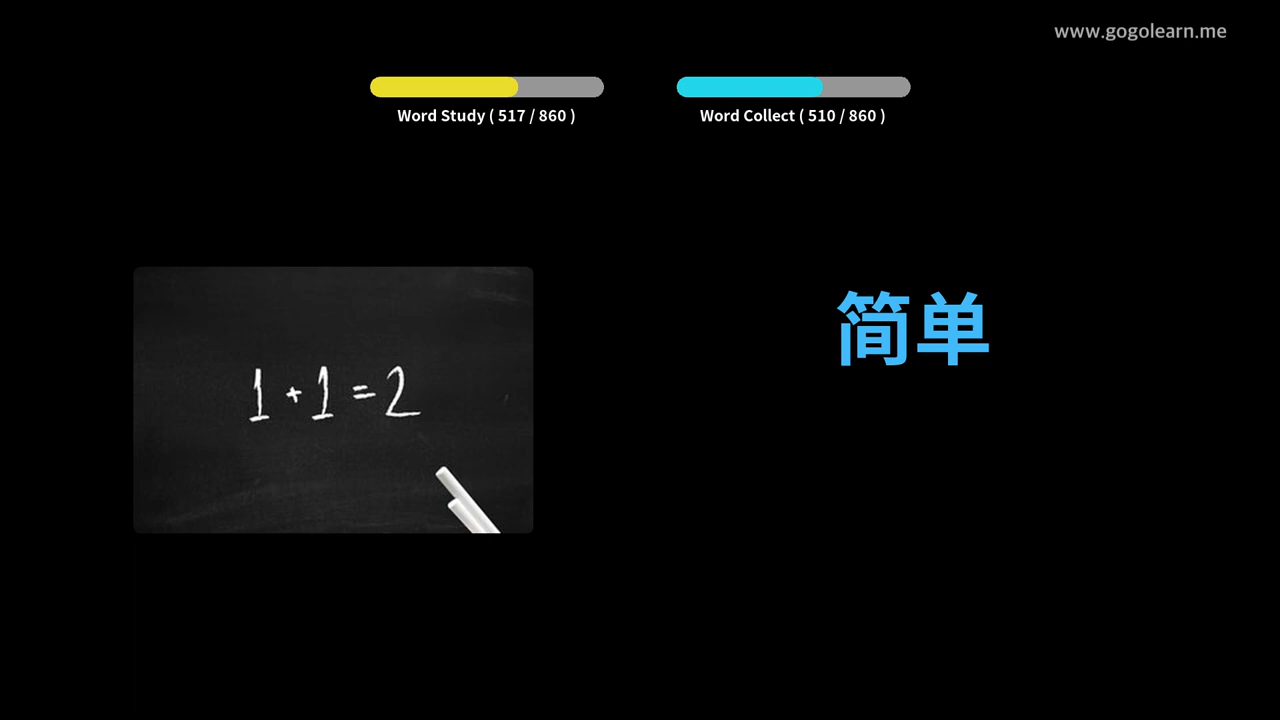 www.gogolearn.me
Word Study ( 517 / 860 )
Word Collect ( 510 / 860 )
简单
1 + 1 = 2